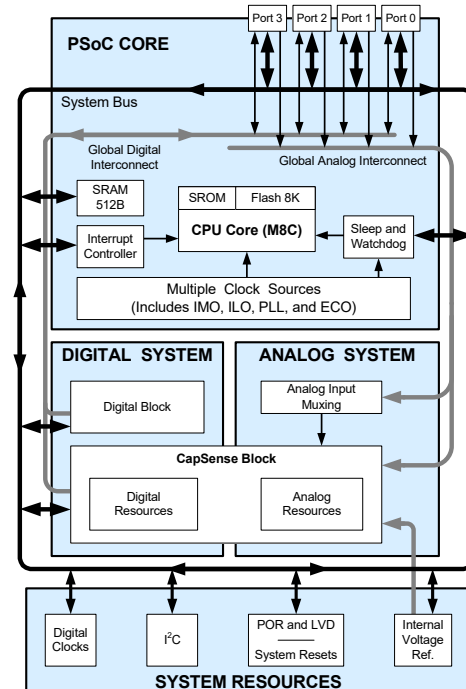 Port 3 Port 2 Port 1 Port 0
PSoC CORE
System Bus
Global Digital
Interconnect
Global Analog Interconnect
SRAM
512B
SROM Flash 8K
CPU Core (M8C)
Interrupt
Controller
Sleep and
Watchdog
Multiple Clock Sources
(Includes IMO, ILO, PLL, and ECO)
DIGITAL SYSTEM
ANALOG SYSTEM
Digital Block
Analog Input
Muxing
CapSense Block
Digital
Resources
Analog
Resources
Digital
Clocks
I²C
POR and LVD
System Resets
Internal
Voltage
Ref.
SYSTEM RESOURCES